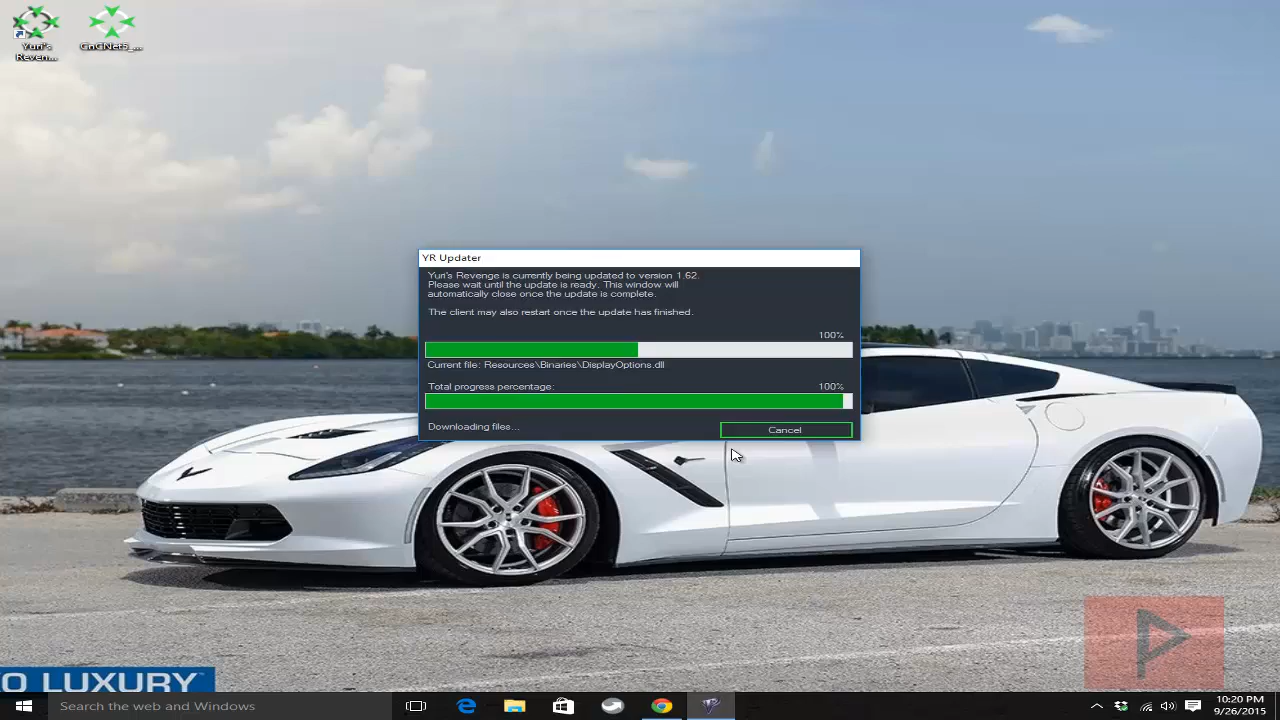 Yuri's
Reven...
CnCNet5_...
YR Updater
Yuri's Revenge is currently being updated to version 1.62.
Please wait until the update is ready. This window will
automatically close once the update is complete.
The client may also restart once the update has finished.
100%
Current file: Resources\Binaries\DisplayOptions.dll
Total progress percentage:
100%
Downloading files...
Cancel
O LUXURY
Search the web and Windows
10:20 PM
9/26/2015